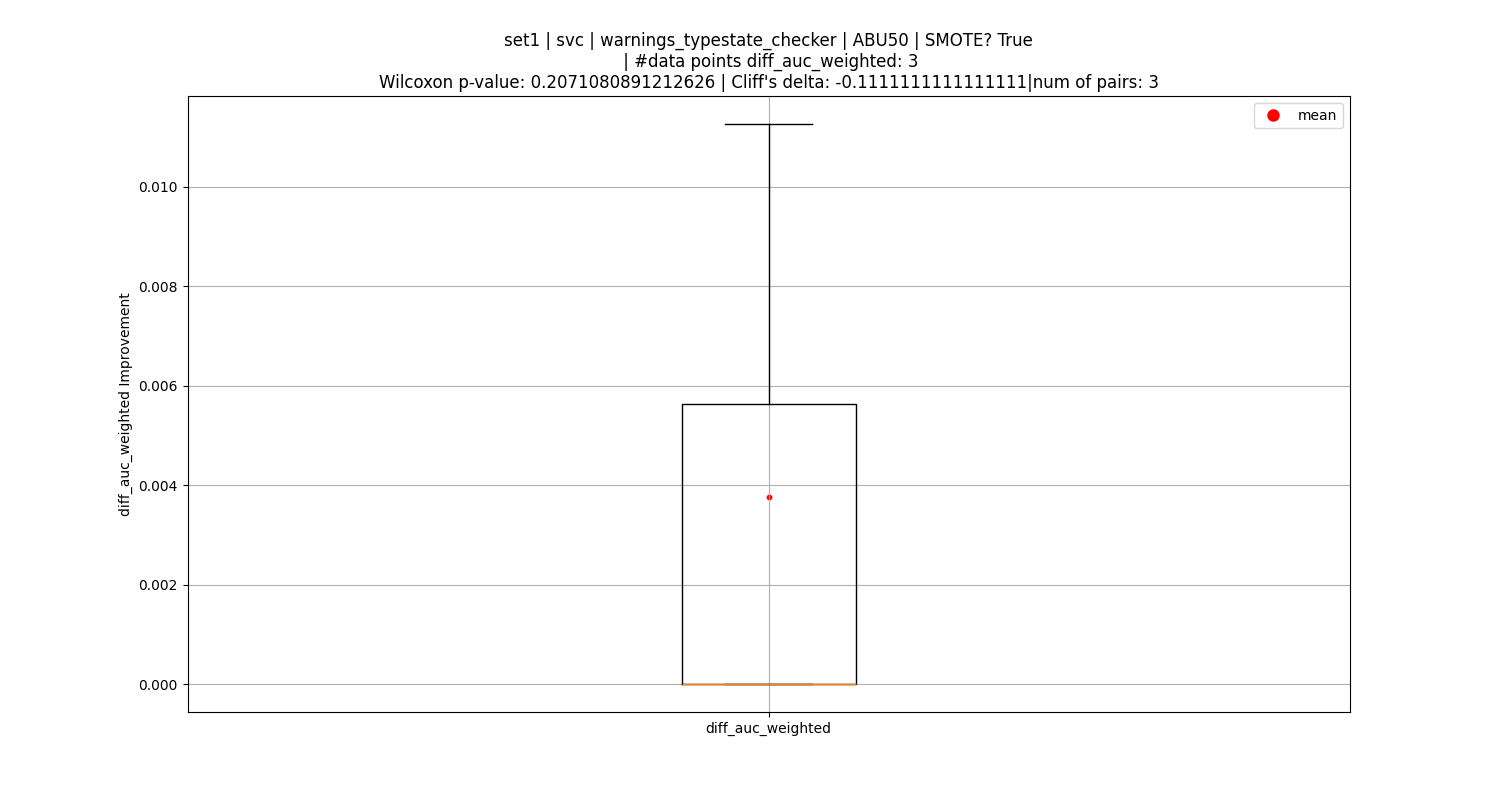 set1 | svc | warnings_typestate_checker | ABU50 | SMOTE? True
| #data points diff_auc_weighted: 3
Wilcoxon p-value: 0.2071080891212626 | Cliff's delta: -0.1111111111111111|num of pairs: 3
mean
0.010
0.008
0.006
0.004
0.002
0.000
diff_auc_weighted Improvement
diff_auc_weighted